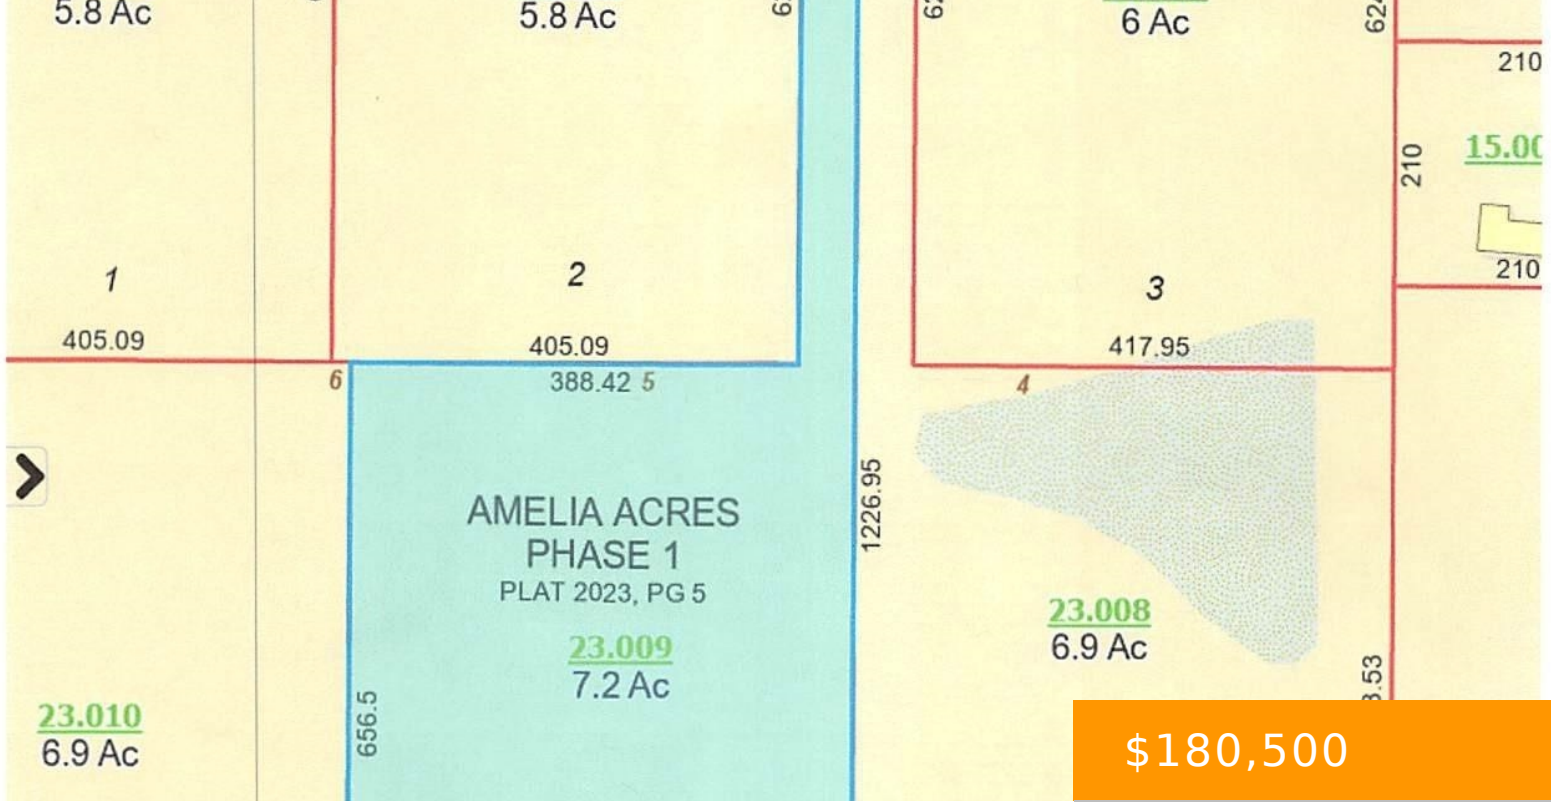 5.8 Ac
5.8 Ac
6 Ac
210
15.00
210
210
1
2
3
405.09
405.09
417.95
6
388.42 5
4
1226.95
AMELIA ACRES
PHASE 1
PLAT 2023, PG 5
23.009
7.2 Ac
23.008
6.9 Ac
656.5
23.010
6.9 Ac
$180,500